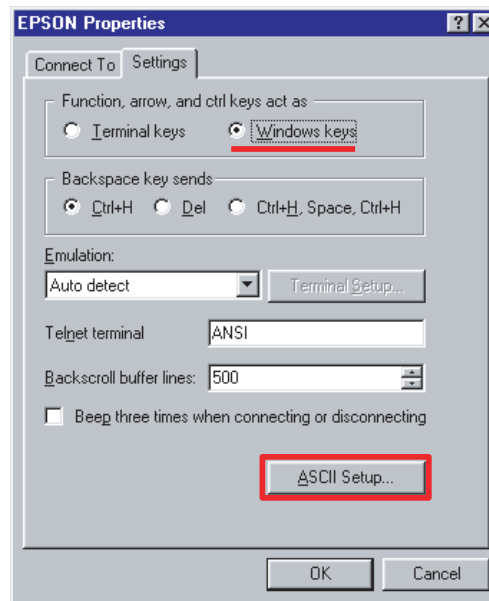 EPSON Properties
Connect To Settings
Function, arrow, and ctrl keys act as
Terminal keys Windows keys
Backspace key sends
Ctrl+H Del Ctrl+H, Space, Ctrl+H
Emulation:
Auto detect Terminal Setup...
Telnet terminal ANSI
Backscroll buffer lines: 500
Beep three times when connecting or disconnecting
ASCII Setup...
OK Cancel